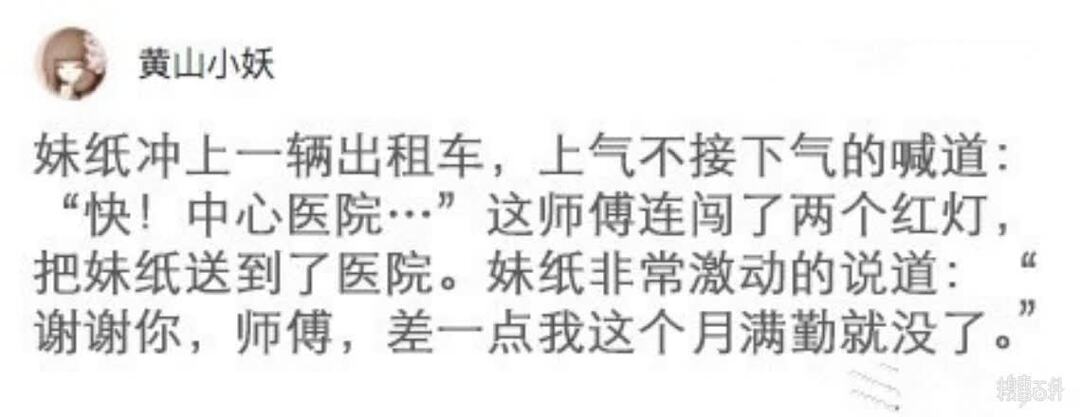 黄山小妖
妹纸冲上一辆出租车，上气不接下气的喊道：
“快！中心医院…”这师傅连闯了两个红灯，
把妹纸送到了医院。妹纸非常激动的说道：“
谢谢你，师傅，差一点我这个月满勤就没了。”